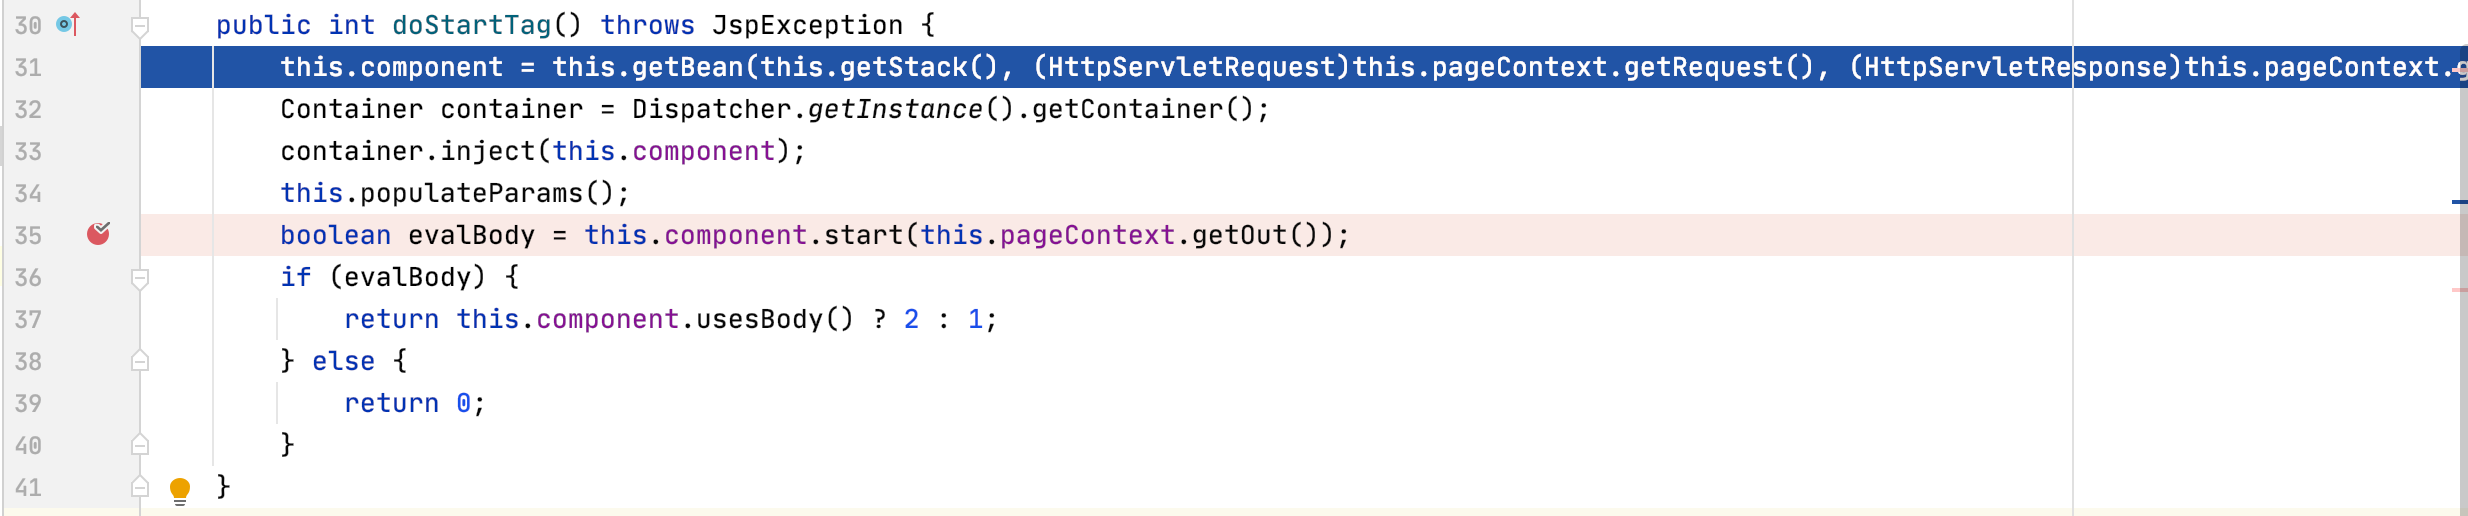 30 public int doStartTag() throws JspException {
31 this.component = this.getBean(this.getStack(), (HttpServletRequest)this.pageContext.getRequest(), (HttpServletResponse)this.pageContext.g
32 Container container = Dispatcher.getInstance().getContainer();
33 container.inject(this.component);
34 this.populateParams();
35 boolean evalBody = this.component.start(this.pageContext.getOut());
36 if (evalBody) {
37 return this.component.usesBody() ? 2 : 1;
38 } else {
39 return 0;
40 }
41 }